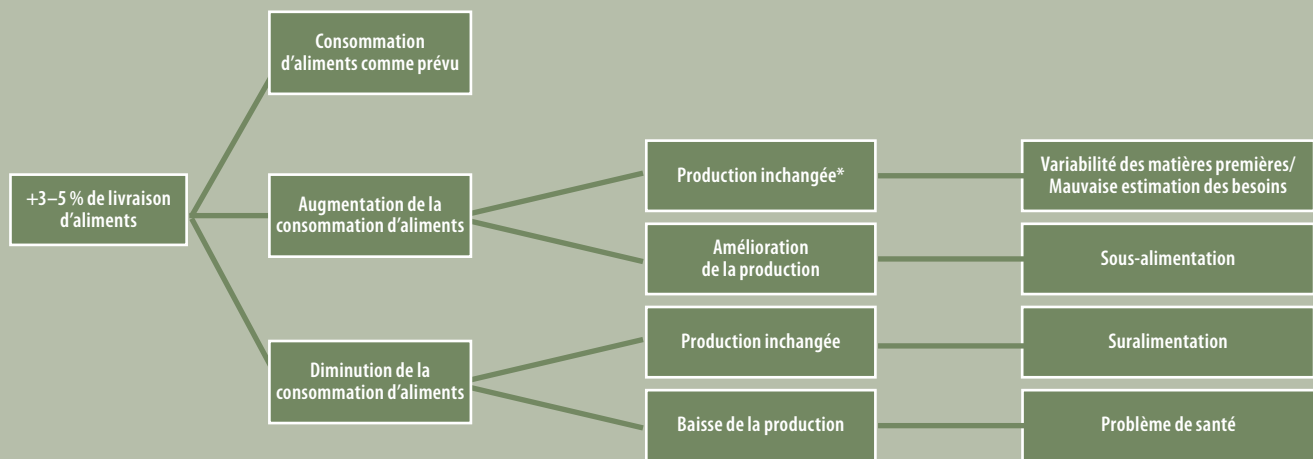 Consommation
d'aliments comme prévu
+3–5 % de livraison
d'aliments
Augmentation de la
consommation d'aliments
Production inchangée*
Variabilité des matières premières/
Mauvaise estimation des besoins
Amélioration
de la production
Sous-alimentation
Diminution de la
consommation d'aliments
Production inchangée
Suralimentation
Baisse de la production
Problème de santé